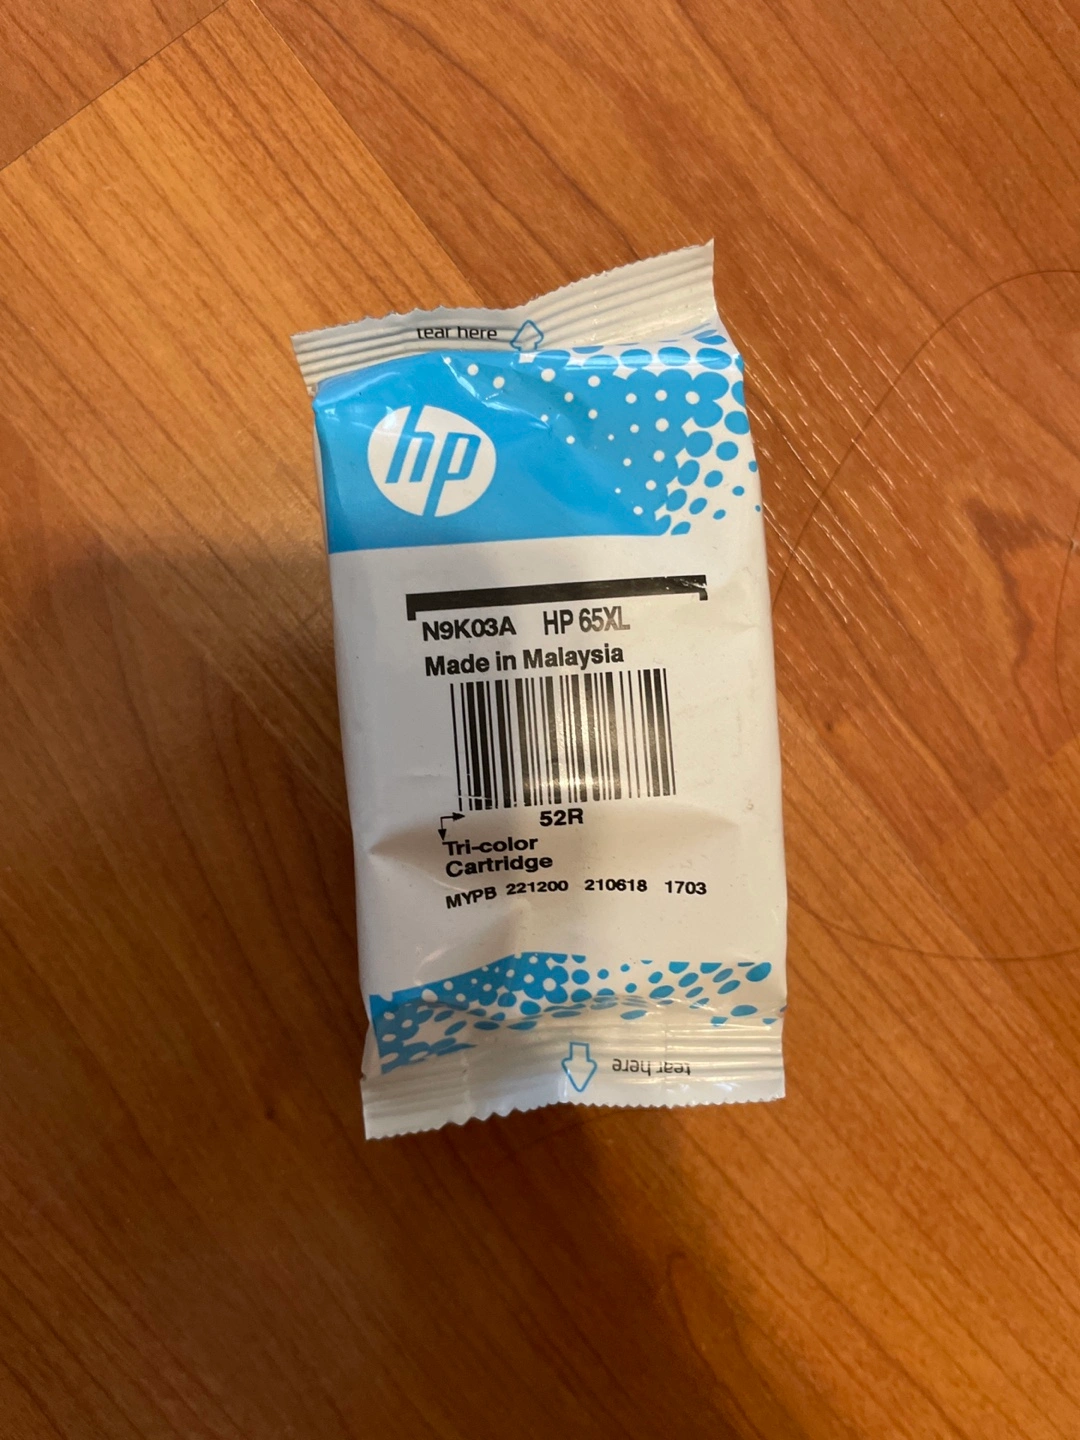 tear here
hp
N9K03A HP 65XL
Made in Malaysia
52R
Tri-color
Cartridge
MYPB 221200 210618 1703
tear here